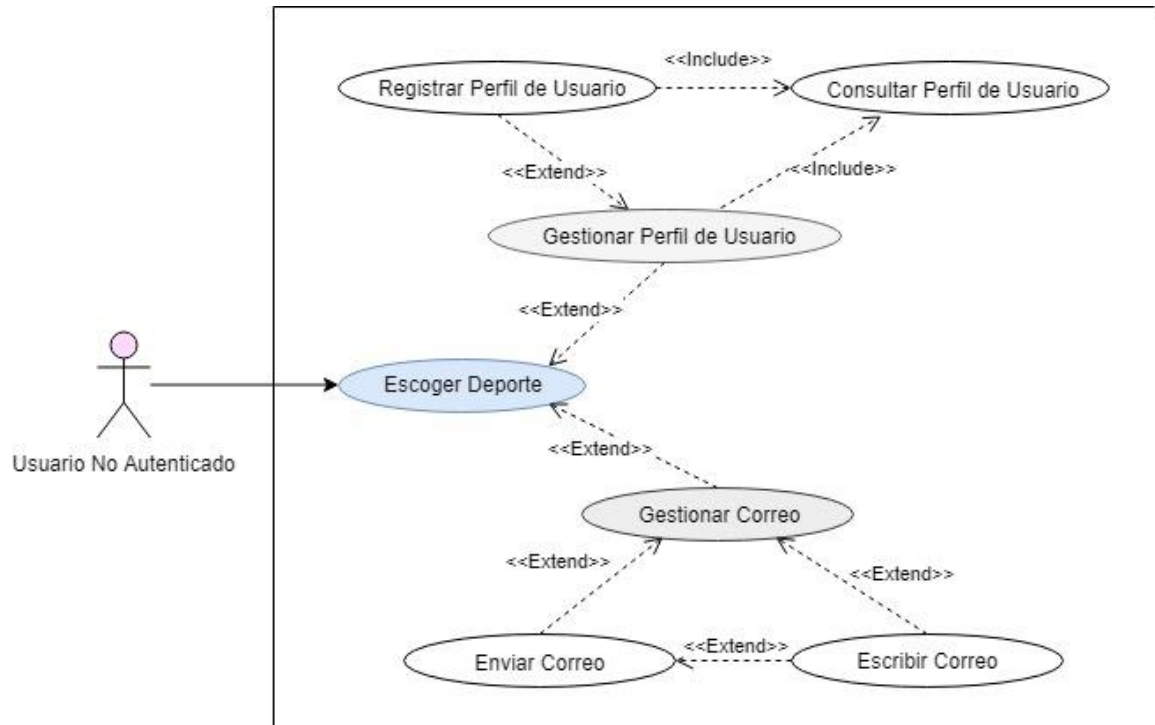 <<Include>>
Registrar Perfil de Usuario
Consultar Perfil de Usuario
<<Extend>>
<<Include>>
Gestionar Perfil de Usuario
<<Extend>>
Escoger Deporte
Usuario No Autenticado
<<Extend>>
Gestionar Correo
<<Extend>>
<<Extend>>
<<Extend>>
Enviar Correo
Escribir Correo